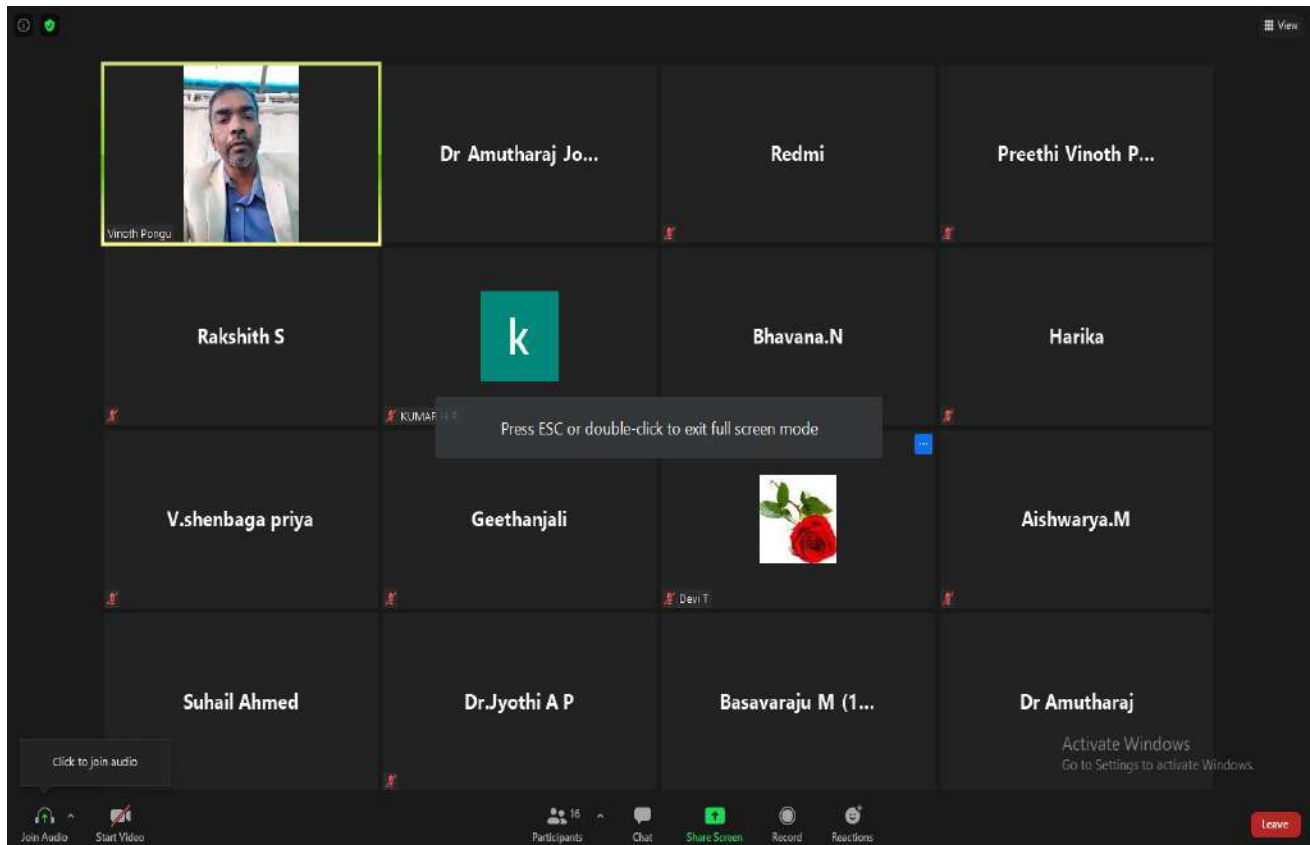 View
Vinoth Pongu
Dr Amutharaj Jo...
Redmi
Preethi Vinoth P...
Rakshith S
k
KUMAR H R
Bhavana.N
Harika
Press ESC or double-click to exit full screen mode
V.shenbaga priya
Geethanjali
Devi T
Aishwarya.M
Suhail Ahmed
Dr.Jyothi A P
Basavaraju M (1...
Dr Amutharaj
Activate Windows
Go to Settings to activate Windows.
Click to join audio
Join Audio
Start Video
16
Participants
Chat
Share Screen
Record
Reactions
Leave